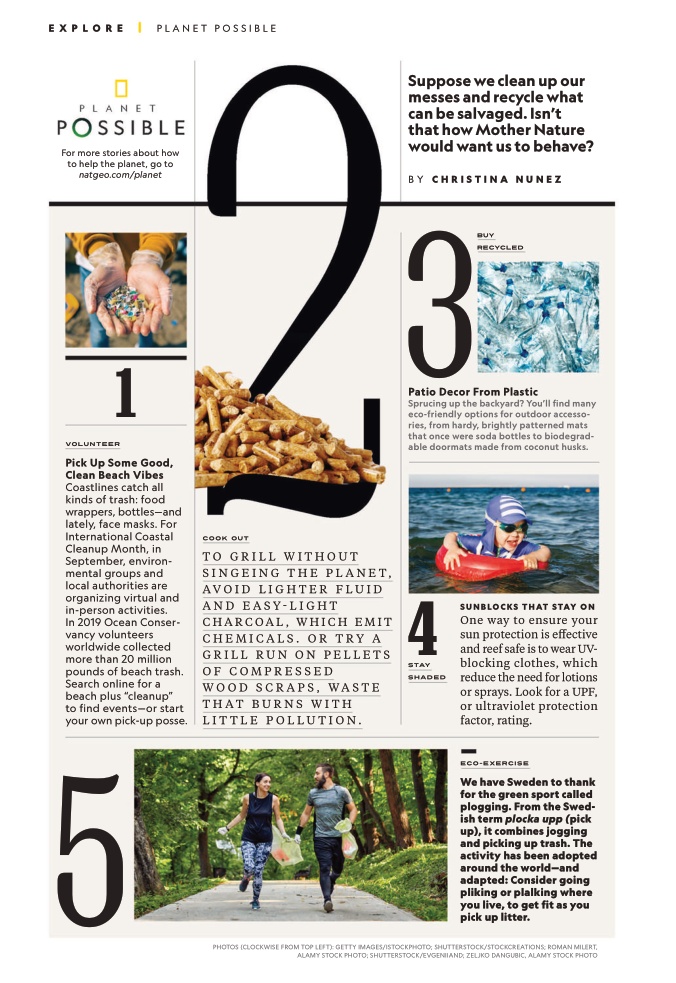 EXPLORE | PLANET POSSIBLE
PLANET
POSSIBLE
For more stories about how
to help the planet, go to
natgeo.com/planet
Suppose we clean up our
messes and recycle what
can be salvaged. Isn't
that how Mother Nature
would want us to behave?
BY CHRISTINA NUNEZ
1
VOLUNTEER
Pick Up Some Good,
Clean Beach Vibes
Coastlines catch all
kinds of trash: food
wrappers, bottles—and
lately, face masks. For
International Coastal
Cleanup Month, in
September, environ-
mental groups and
local authorities are
organizing virtual and
in-person activities.
In 2019 Ocean Conser-
vancy volunteers
worldwide collected
more than 20 million
pounds of beach trash.
Search online for a
beach plus "cleanup"
to find events—or start
your own pick-up posse.
2
COOK OUT
TO GRILL WITHOUT
SINGEING THE PLANET,
AVOID LIGHTER FLUID
AND EASY-LIGHT
CHARCOAL, WHICH EMIT
CHEMICALS. OR TRY A
GRILL RUN ON PELLETS
OF COMPRESSED
WOOD SCRAPS, WASTE
THAT BURNS WITH
LITTLE POLLUTION.
3
BUY
RECYCLED
Patio Decor From Plastic
Sprucing up the backyard? You'll find many
eco-friendly options for outdoor accesso-
ries, from hardy, brightly patterned mats
that once were soda bottles to biodegrad-
able doormats made from coconut husks.
4
STAY
SHADED
SUNBLOCKS THAT STAY ON
One way to ensure your
sun protection is effective
and reef safe is to wear UV-
blocking clothes, which
reduce the need for lotions
or sprays. Look for a UPF,
or ultraviolet protection
factor, rating.
5
ECO-EXERCISE
We have Sweden to thank
for the green sport called
plogging. From the Swed-
ish term plocka upp (pick
up), it combines jogging
and picking up trash. The
activity has been adopted
around the world—and
adapted: Consider going
pliking or plalking where
you live, to get fit as you
pick up litter.
PHOTOS (CLOCKWISE FROM TOP LEFT): GETTY IMAGES/ISTOCKPHOTO; SHUTTERSTOCK/STOCKCREATIONS; ROMAN MILERT,
ALAMY STOCK PHOTO; SHUTTERSTOCK/EVGENIIAND; ZELJKO DANGUBIC, ALAMY STOCK PHOTO